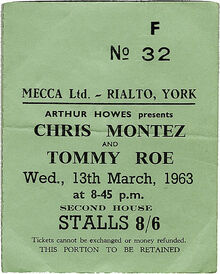 F
No 32
MECCA Ltd. - RIALTO, YORK
ARTHUR HOWES presents
CHRIS MONTEZ
AND
TOMMY ROE
Wed., 13th March, 1963
at 8-45 p.m.
SECOND HOUSE
STALLS 8/6
Tickets cannot be exchanged or money refunded.
THIS PORTION TO BE RETAINED